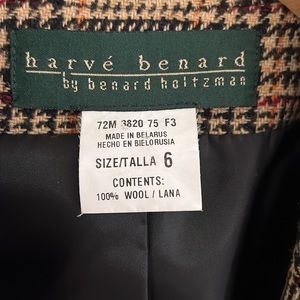 harvé benard
by benard holtzman
72M 3820 75 F3
MADE IN BELARUS
HECHO EN BIELORUSIA
SIZE/TALLA 6
CONTENTS:
100% WOOL / LANA